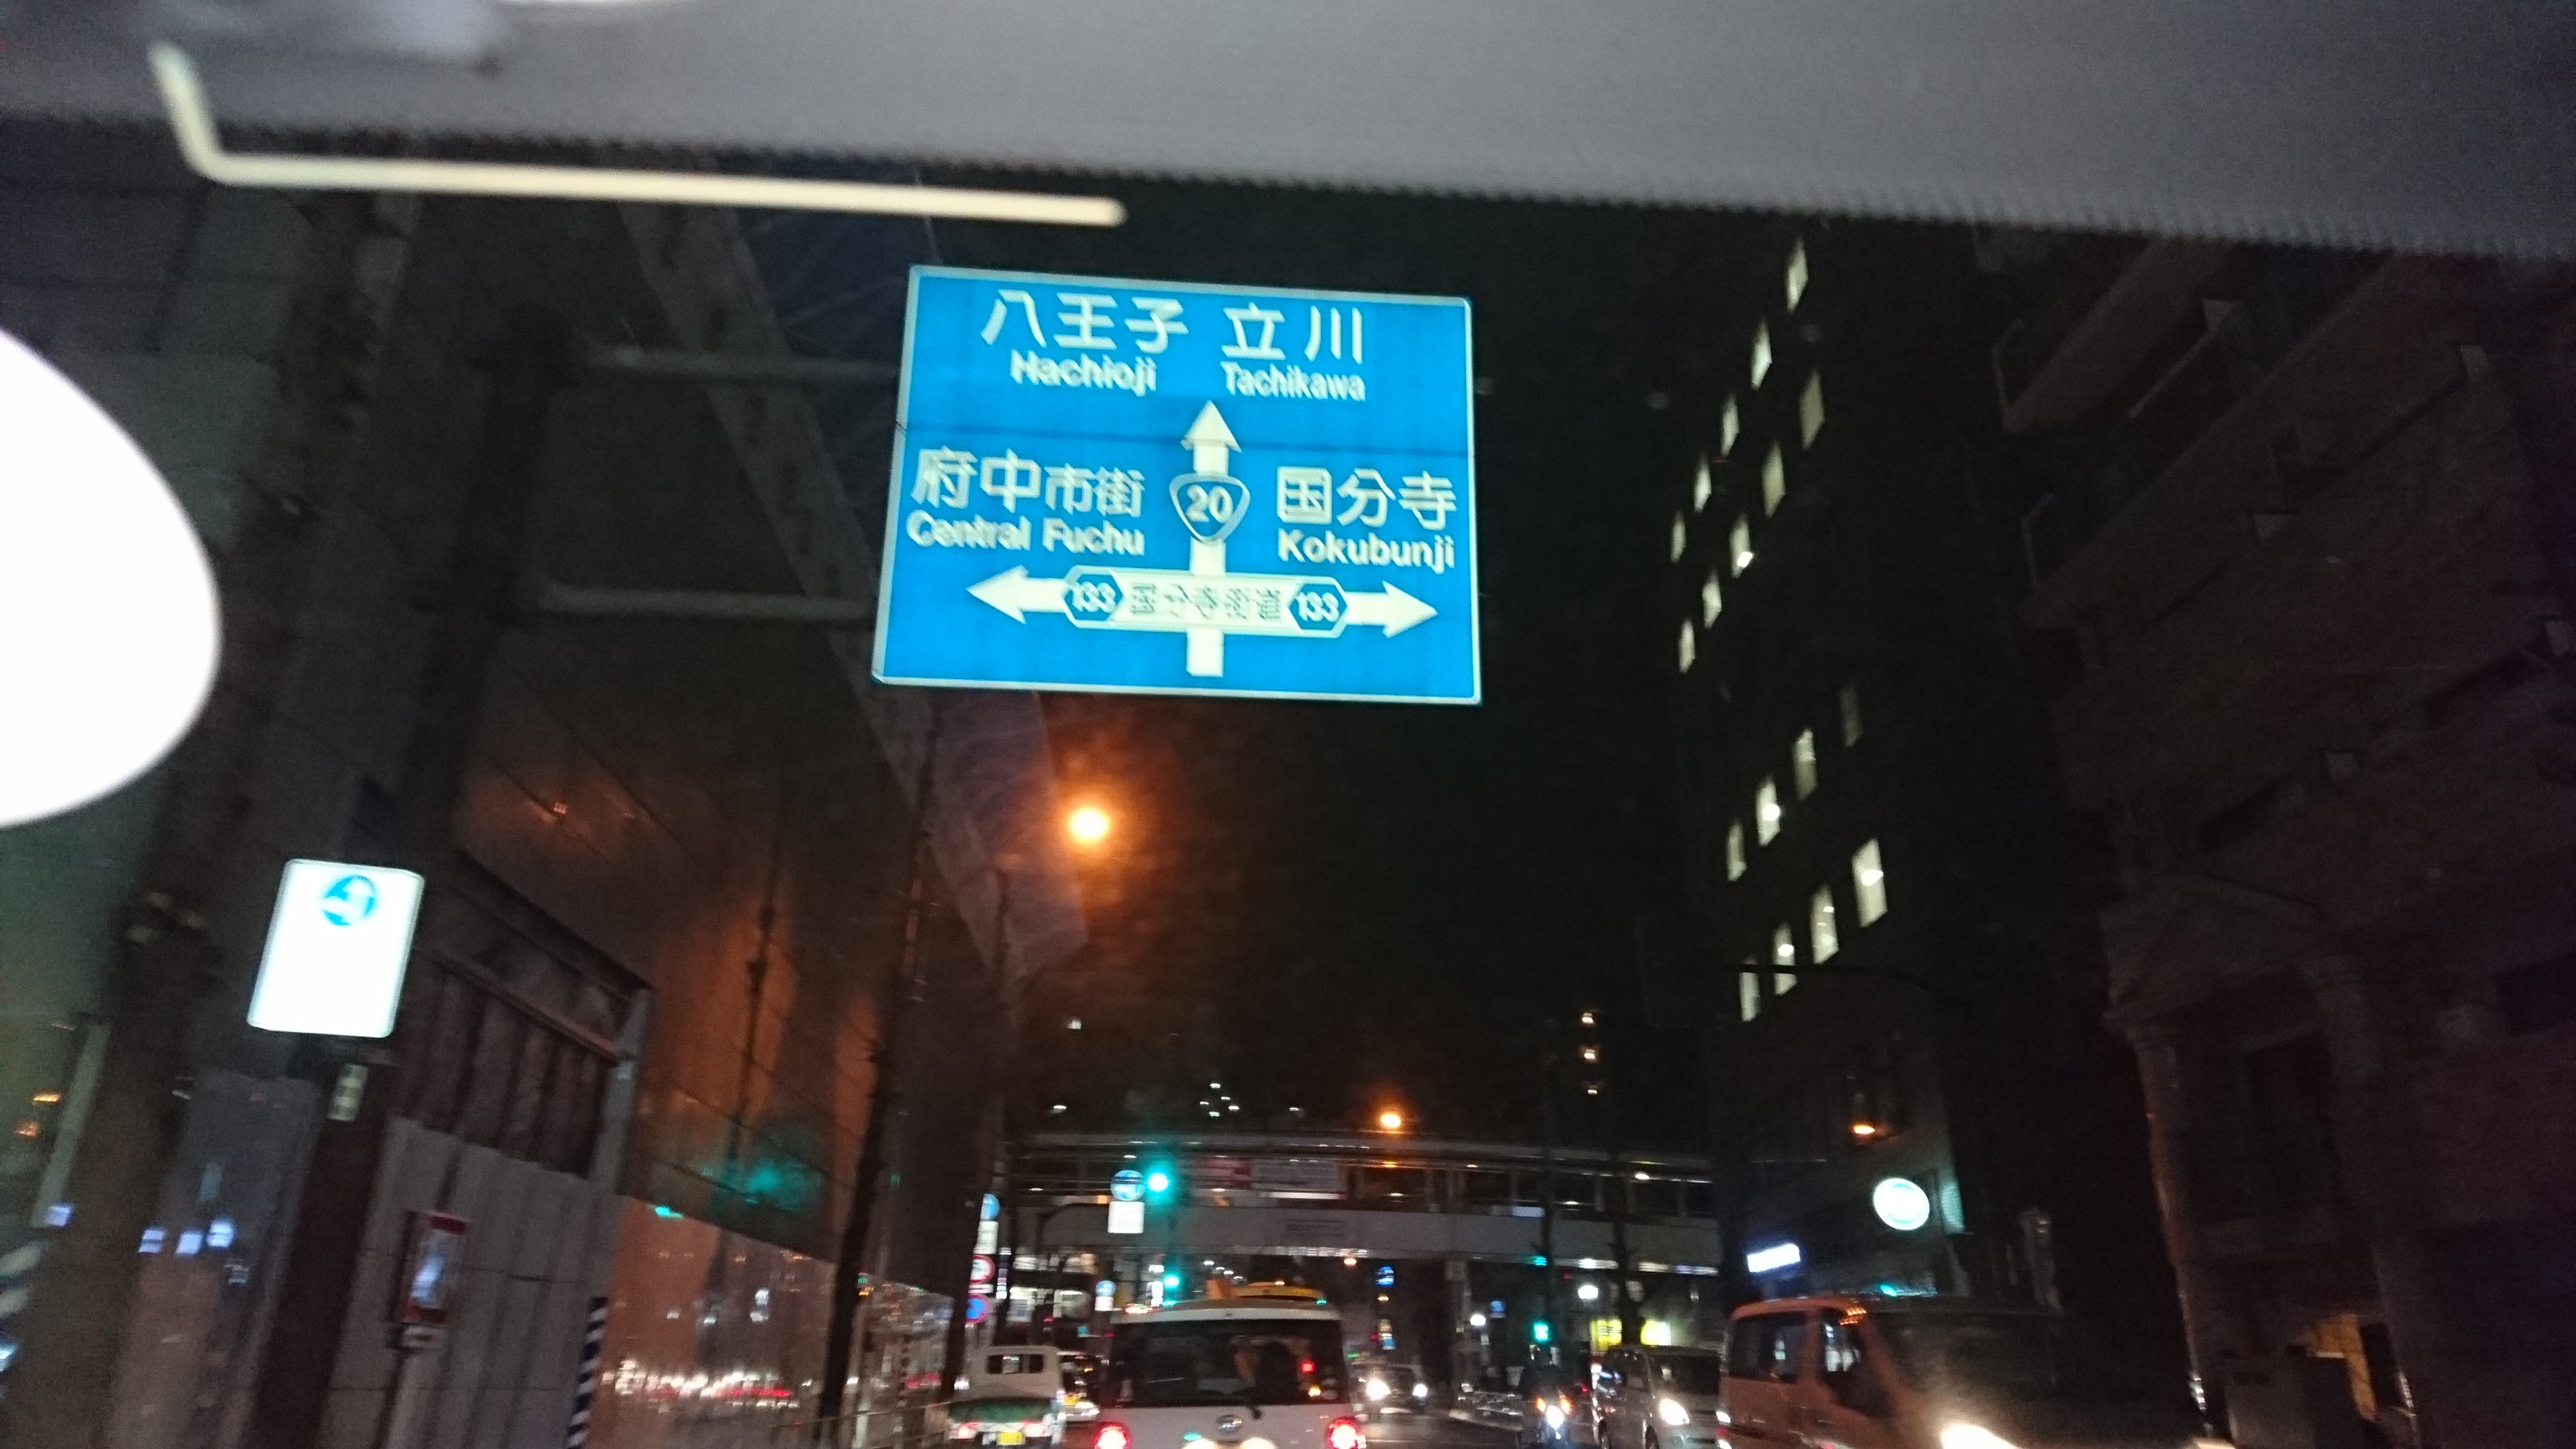 八王子 立川
Hachioji Tachikawa
府中市街 20 国分寺
Central Fuchu Kokubunji
133 国分寺街道 133